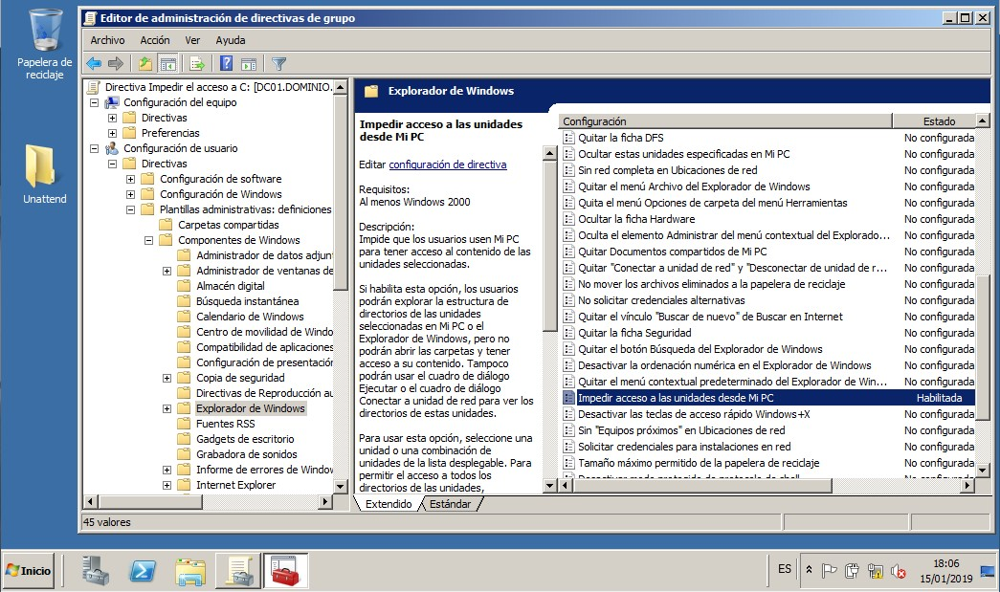 Papelera de
reciclaje
Unattend
Editor de administración de directivas de grupo
Archivo Acción Ver Ayuda
Directiva Impedir el acceso a C: [DC01.DOMINIO.
Configuración del equipo
Directivas
Preferencias
Configuración de usuario
Directivas
Configuración de software
Configuración de Windows
Plantillas administrativas: definiciones
Carpetas compartidas
Componentes de Windows
Administrador de datos adjun
Administrador de ventanas de
Almacén digital
Búsqueda instantánea
Calendario de Windows
Centro de movilidad de Windo
Compatibilidad de aplicaciones
Configuración de presentación
Copia de seguridad
Directivas de Reproducción au
Explorador de Windows
Fuentes RSS
Gadgets de escritorio
Grabadora de sonidos
Informe de errores de Window
Internet Explorer
Explorador de Windows
Impedir acceso a las unidades
desde Mi PC
Editar configuración de directiva
Requisitos:
Al menos Windows 2000
Descripción:
Impide que los usuarios usen Mi PC
para tener acceso al contenido de las
unidades seleccionadas.
Si habilita esta opción, los usuarios
podrán explorar la estructura de
directorios de las unidades
seleccionadas en Mi PC o el
Explorador de Windows, pero no
podrán abrir las carpetas y tener
acceso a su contenido. Tampoco
podrán usar el cuadro de diálogo
Ejecutar o el cuadro de diálogo
Conectar a unidad de red para ver los
directorios de estas unidades.
Para usar esta opción, seleccione una
unidad o una combinación de
unidades de la lista desplegable. Para
permitir el acceso a todos los
directorios de las unidades,
Configuración Estado
Quitar la ficha DFS No configurada
Ocultar estas unidades especificadas en Mi PC No configurada
Sin red completa en Ubicaciones de red No configurada
Quitar el menú Archivo del Explorador de Windows No configurada
Quita el menú Opciones de carpeta del menú Herramientas No configurada
Ocultar la ficha Hardware No configurada
Oculta el elemento Administrar del menú contextual del Explorado... No configurada
Quitar Documentos compartidos de Mi PC No configurada
Quitar "Conectar a unidad de red" y "Desconectar de unidad de r... No configurada
No mover los archivos eliminados a la papelera de reciclaje No configurada
No solicitar credenciales alternativas No configurada
Quitar el vínculo "Buscar de nuevo" de Buscar en Internet No configurada
Quitar la ficha Seguridad No configurada
Quitar el botón Búsqueda del Explorador de Windows No configurada
Desactivar la ordenación numérica en el Explorador de Windows No configurada
Quitar el menú contextual predeterminado del Explorador de Win... No configurada
Impedir acceso a las unidades desde Mi PC Habilitada
Desactivar las teclas de acceso rápido Windows+X No configurada
Sin "Equipos próximos" en Ubicaciones de red No configurada
Solicitar credenciales para instalaciones en red No configurada
Tamaño máximo permitido de la papelera de reciclaje No configurada
Desactivar modo protegido de protocolo de shell No configurada
Extendido Estándar
45 valores
Inicio
ES
18:06
15/01/2019